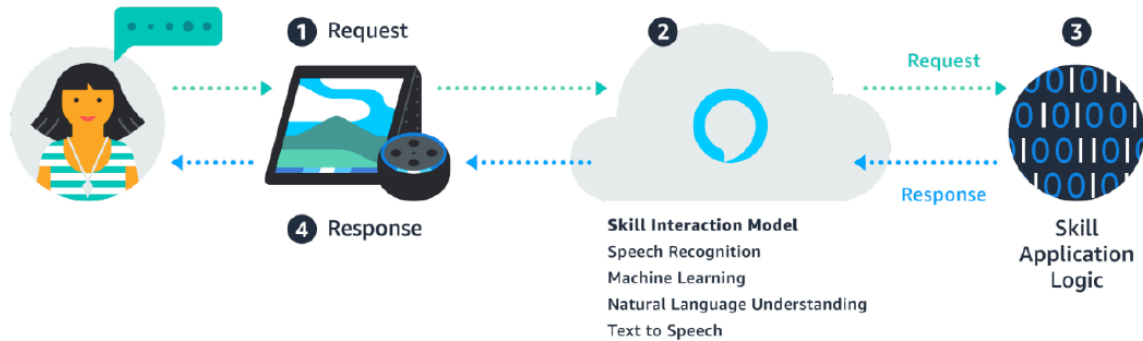 1 Request
2
3
Request
Response
4 Response
Skill Interaction Model
Speech Recognition
Machine Learning
Natural Language Understanding
Text to Speech
Skill
Application
Logic